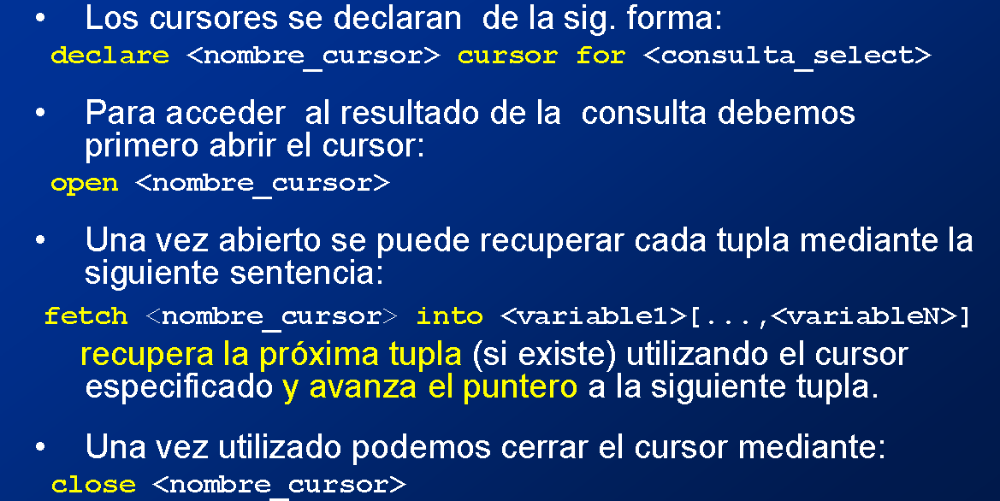 • Los cursores se declaran de la sig. forma:
declare <nombre_cursor> cursor for <consulta_select>
• Para acceder al resultado de la consulta debemos
primero abrir el cursor:
open <nombre_cursor>
• Una vez abierto se puede recuperar cada tupla mediante la
siguiente sentencia:
fetch <nombre_cursor> into <variable1>[...,<variableN>]
recupera la próxima tupla (si existe) utilizando el cursor
especificado y avanza el puntero a la siguiente tupla.
• Una vez utilizado podemos cerrar el cursor mediante:
close <nombre_cursor>